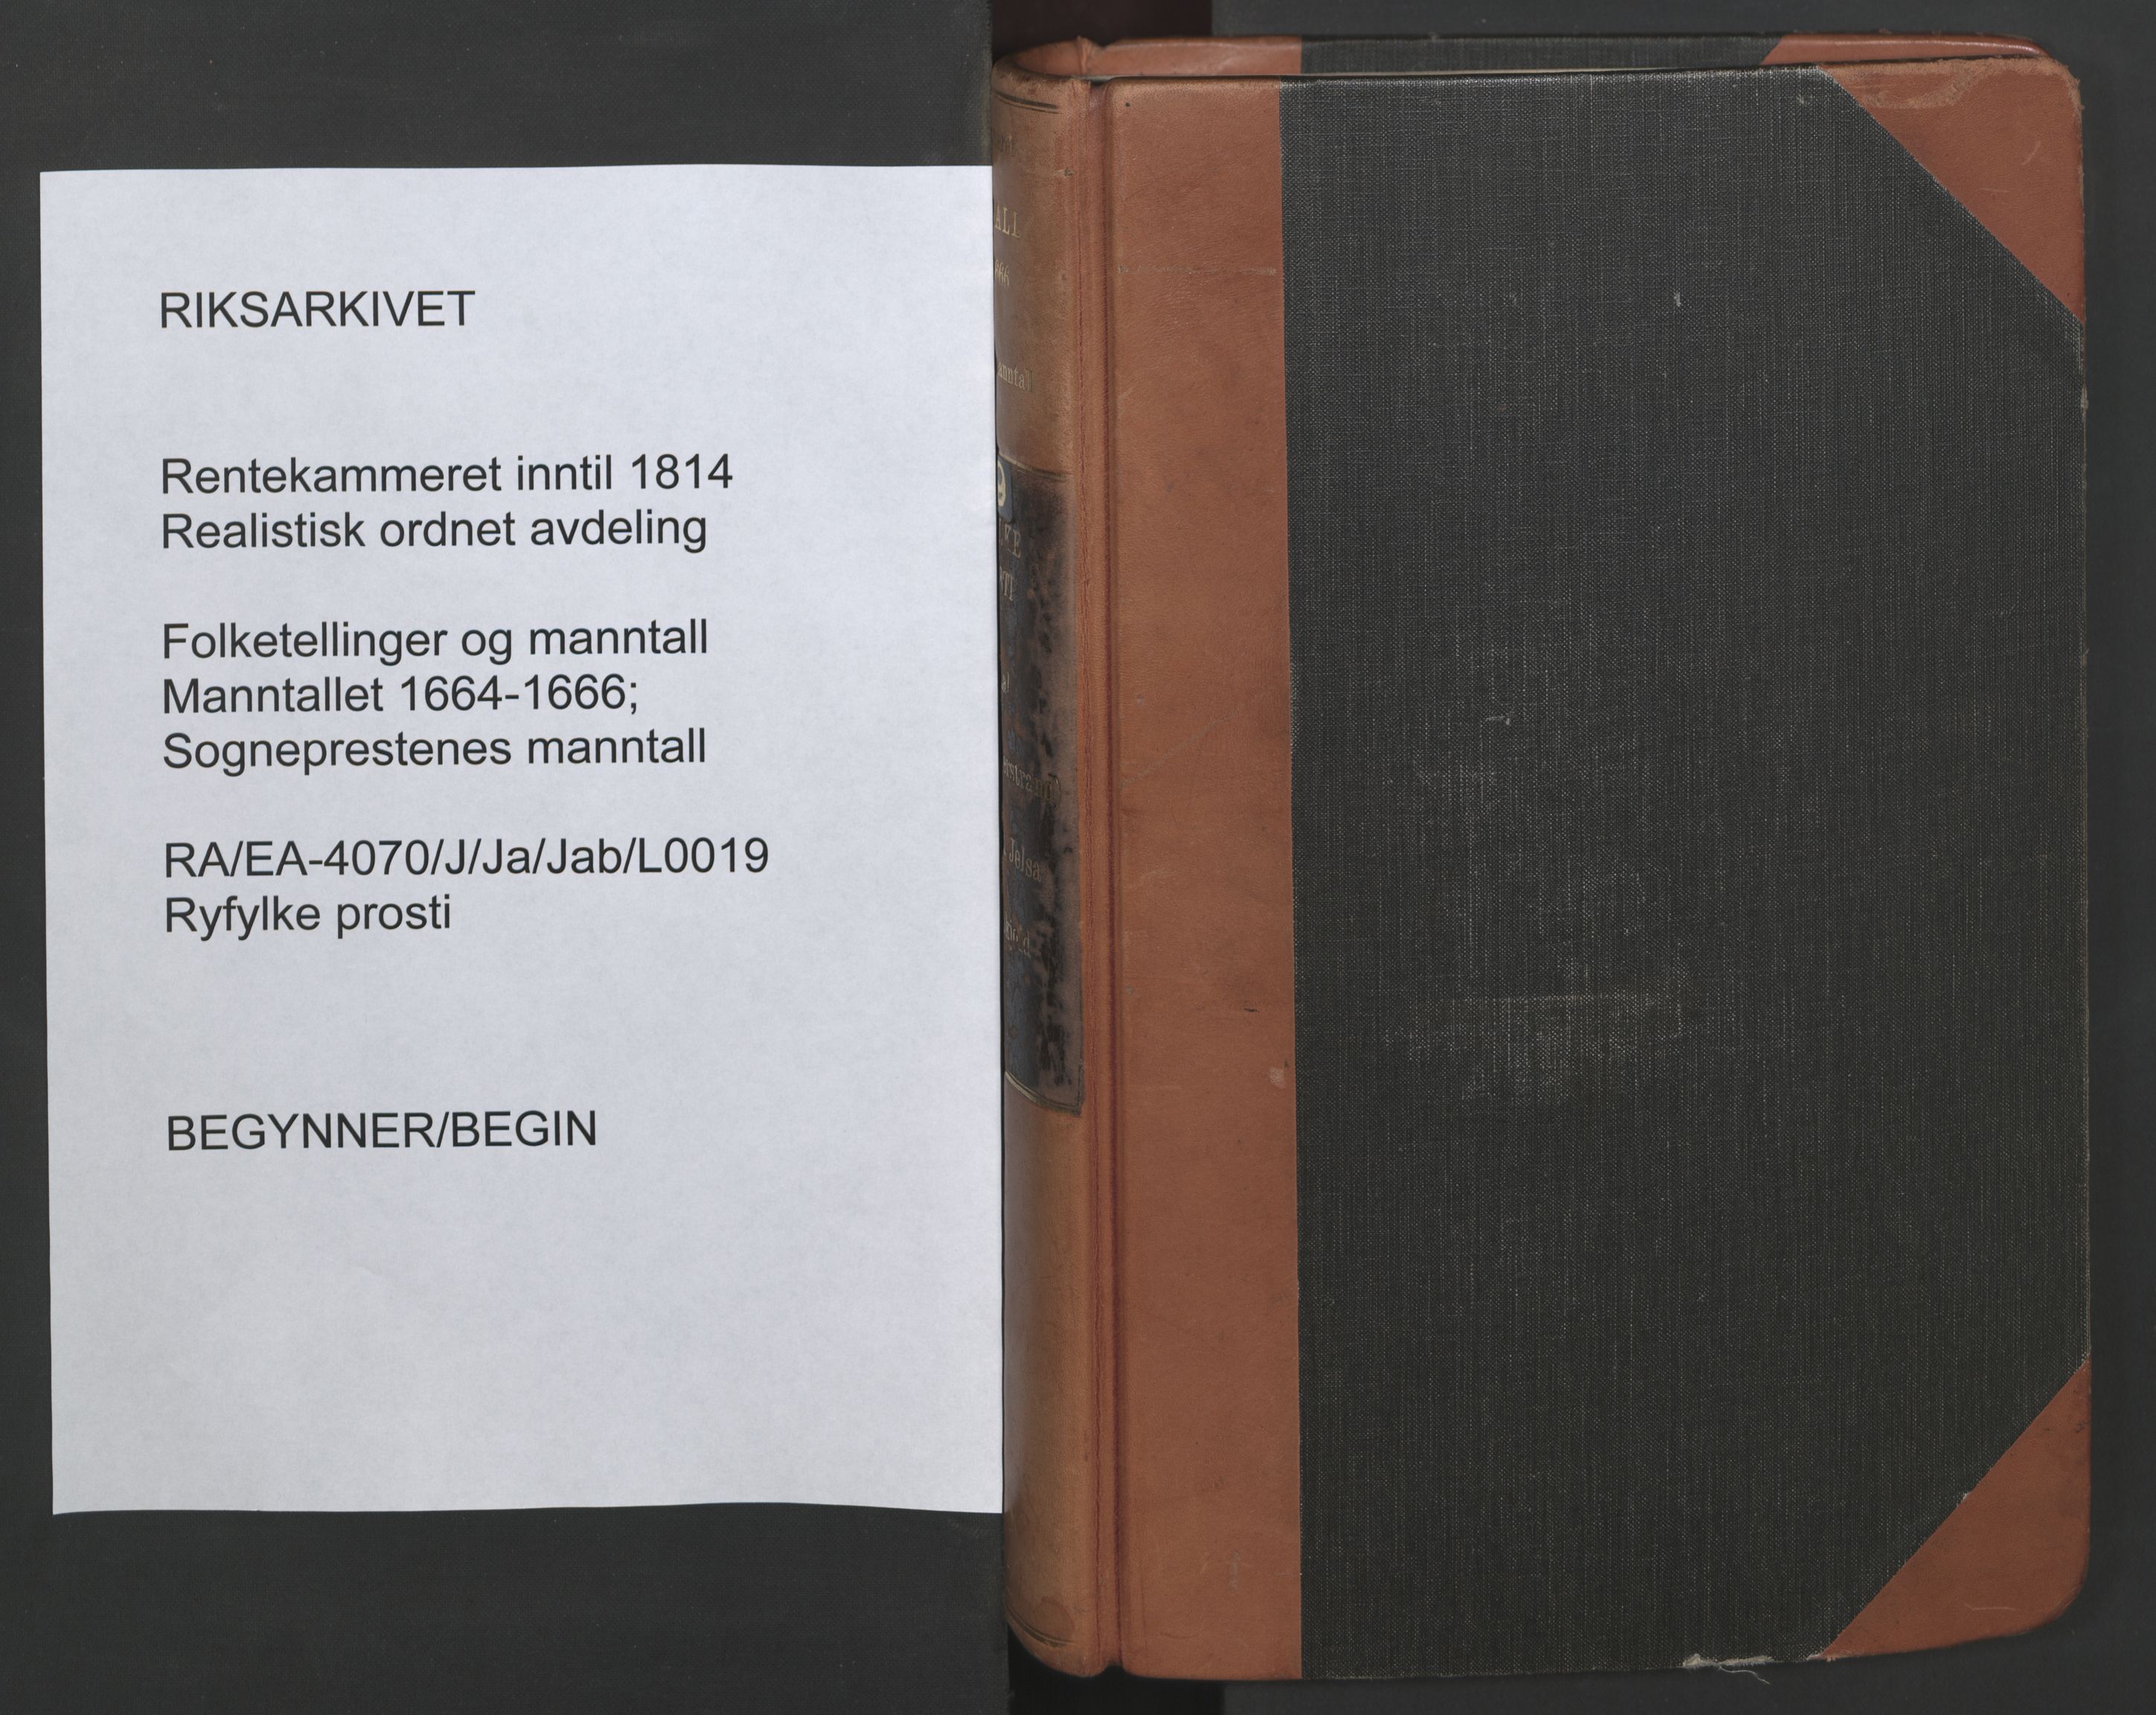 RIKSARKIVET
Rentekammeret inntil 1814
Realistisk ordnet avdeling
Folketellinger og manntall
Manntallet 1664-1666;
Sogneprestenes manntall
RA/EA-4070/J/Ja/Jab/L0019
Ryfylke prosti
BEGYNNER/BEGIN
Jelsa